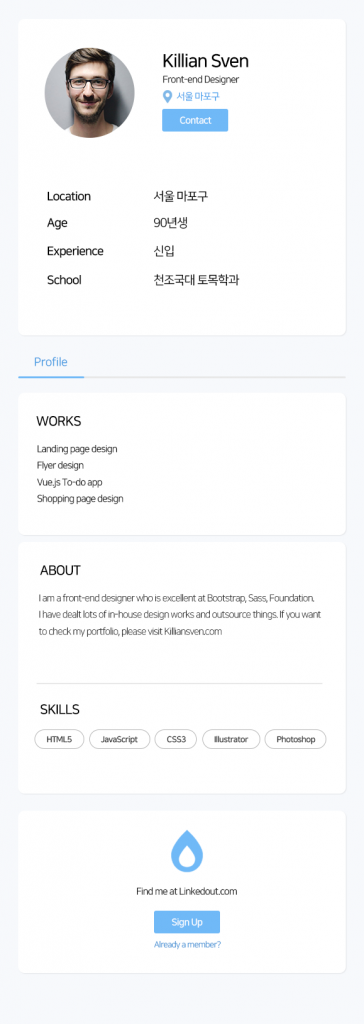 Killian Sven
Front-end Designer
서울 마포구
Contact
Location 서울 마포구
Age 90년생
Experience 신입
School 천조국대 토목학과
Profile
WORKS
Landing page design
Flyer design
Vue.js To-do app
Shopping page design
ABOUT
I am a front-end designer who is excellent at Bootstrap, Sass, Foundation.
I have dealt lots of in-house design works and outsource things. If you want
to check my portfolio, please visit Killiansven.com
SKILLS
HTML5 JavaScript CSS3 Illustrator Photoshop
Find me at Linkedout.com
Sign Up
Already a member?